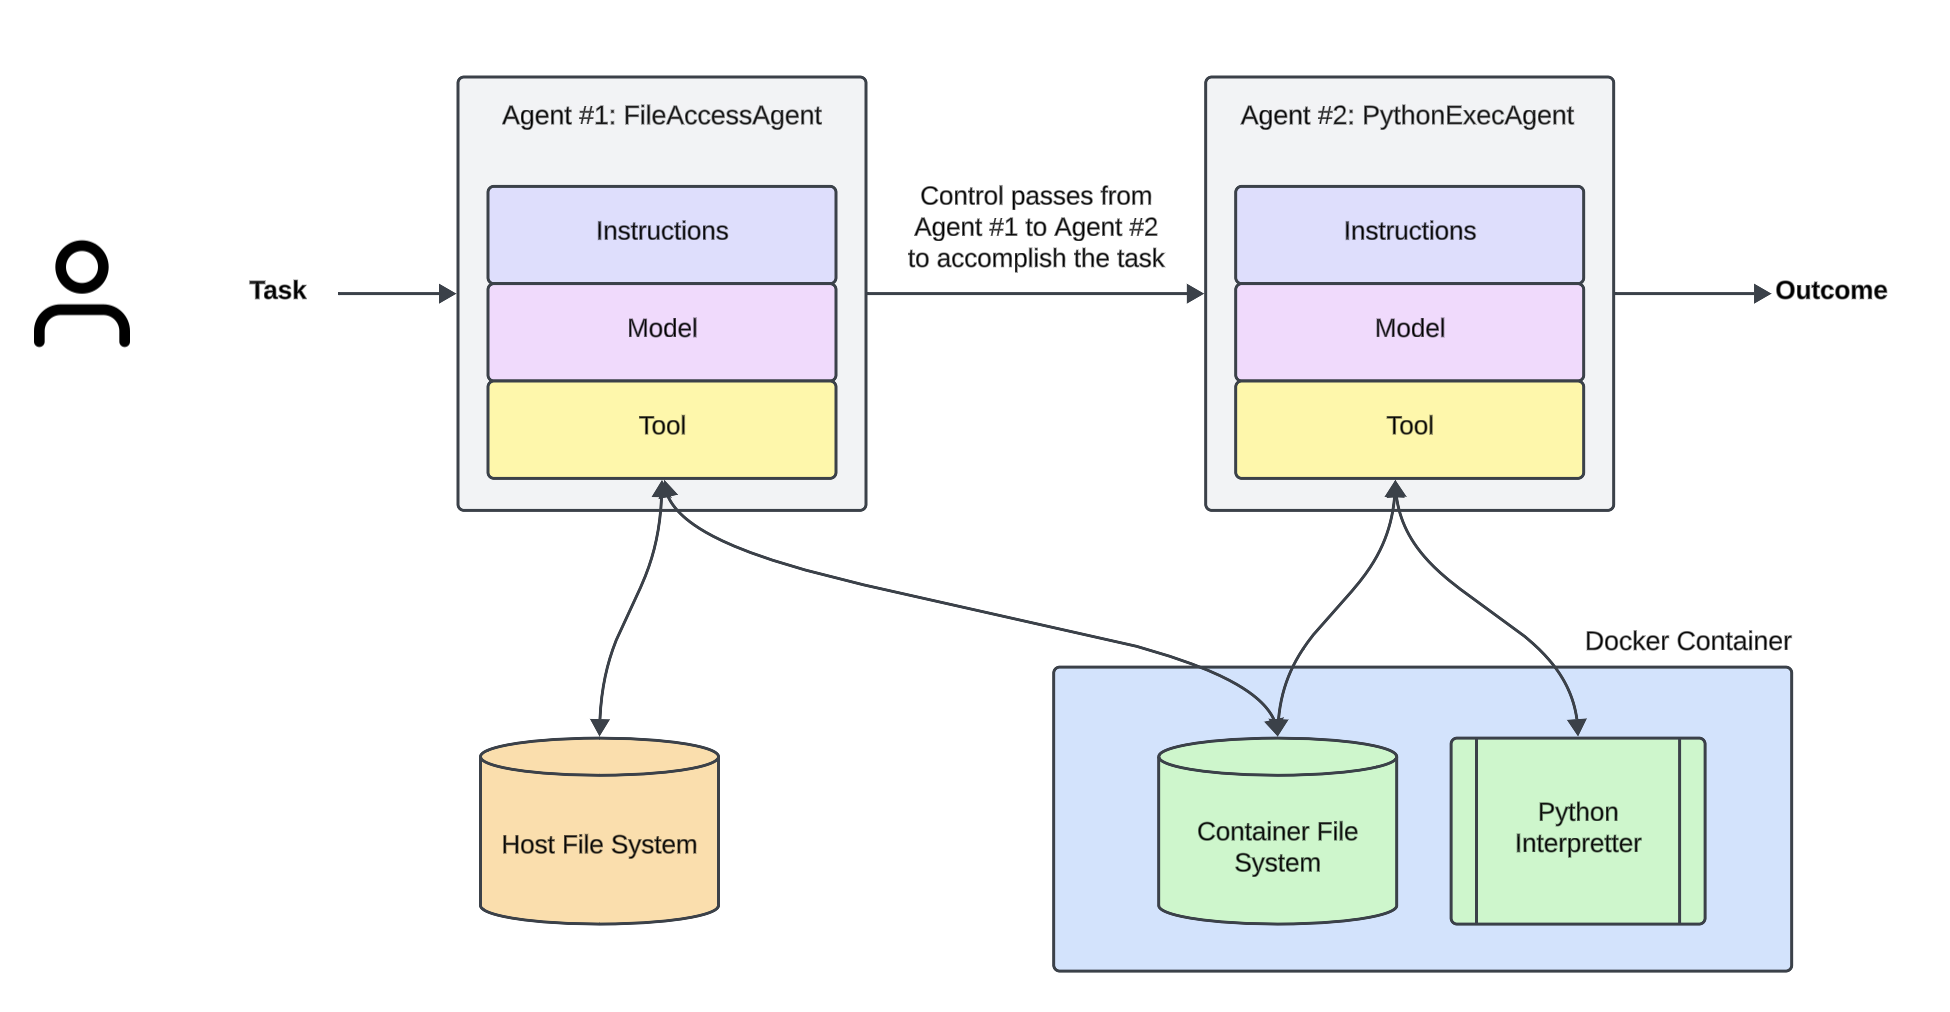 Agent #1: FileAccessAgent
Instructions
Model
Tool
Task
Control passes from
Agent #1 to Agent #2
to accomplish the task
Agent #2: PythonExecAgent
Instructions
Model
Tool
Outcome
Docker Container
Host File System
Container File
System
Python
Interpretter